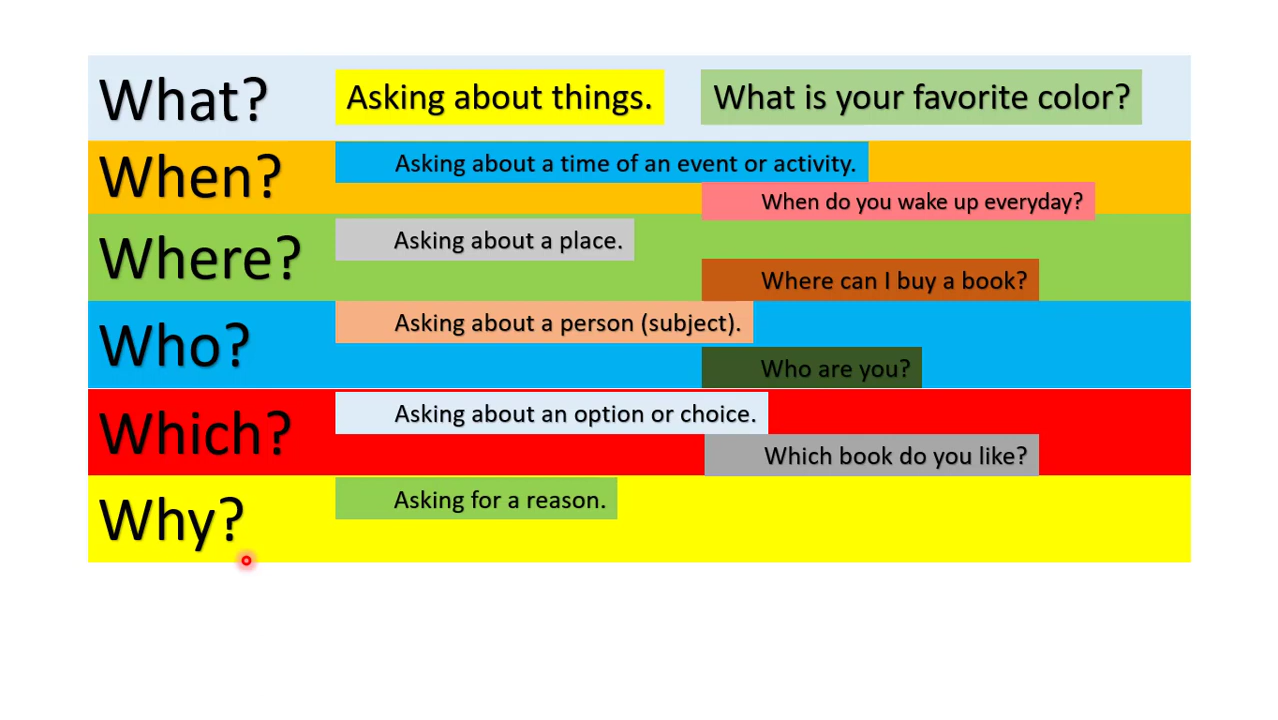 What?
Asking about things.
What is your favorite color?
When?
Asking about a time of an event or activity.
When do you wake up everyday?
Where?
Asking about a place.
Where can I buy a book?
Who?
Asking about a person (subject).
Who are you?
Which?
Asking about an option or choice.
Which book do you like?
Why?
Asking for a reason.